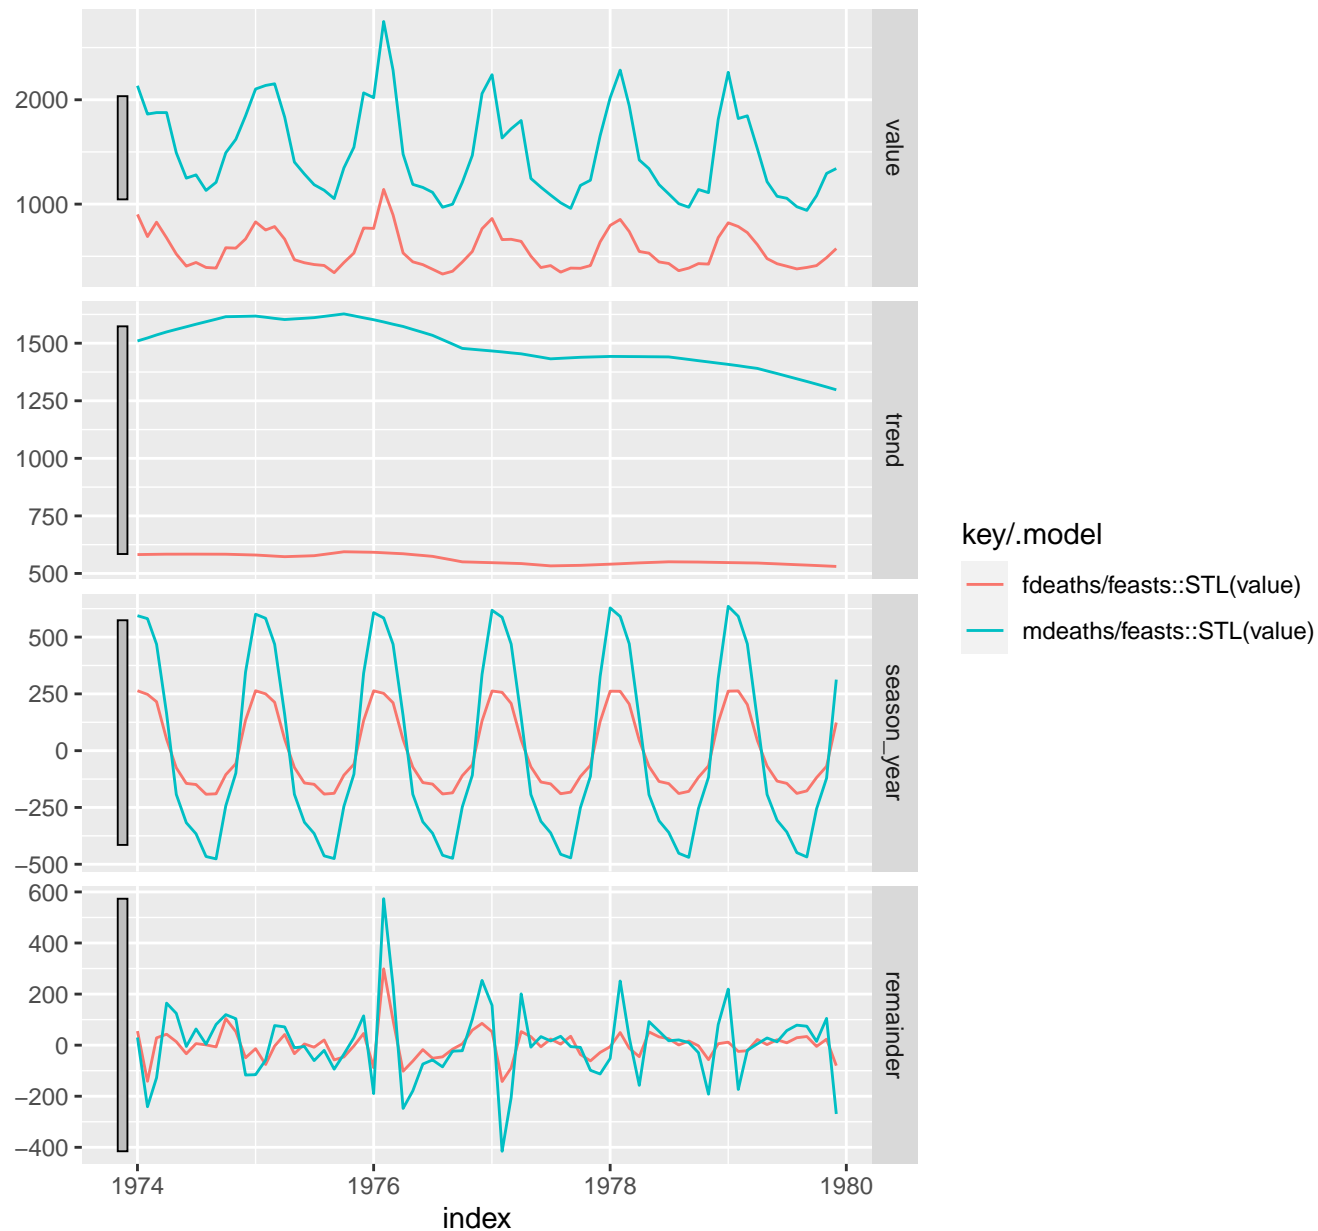 2000
1000
value
1500
1250
1000
750
500
trend
500
250
0
−250
−500
season_year
600
400
200
0
−200
−400
remainder
1974
1976
1978
1980
index
key/.model
fdeaths/feasts::STL(value)
mdeaths/feasts::STL(value)